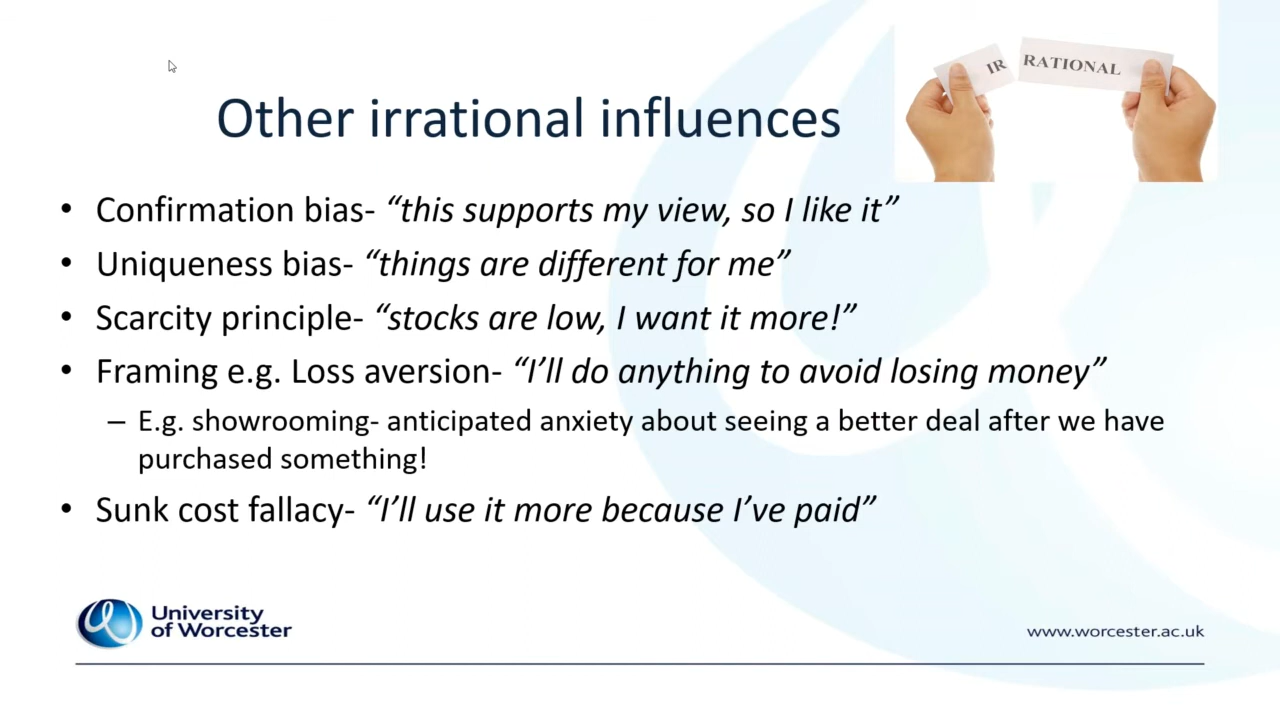 IR RATIONAL
Other irrational influences
• Confirmation bias- “this supports my view, so I like it”
• Uniqueness bias- “things are different for me”
• Scarcity principle- “stocks are low, I want it more!”
• Framing e.g. Loss aversion- “I’ll do anything to avoid losing money”
– E.g. showrooming- anticipated anxiety about seeing a better deal after we have
purchased something!
• Sunk cost fallacy- “I’ll use it more because I’ve paid”
University
of Worcester
www.worcester.ac.uk